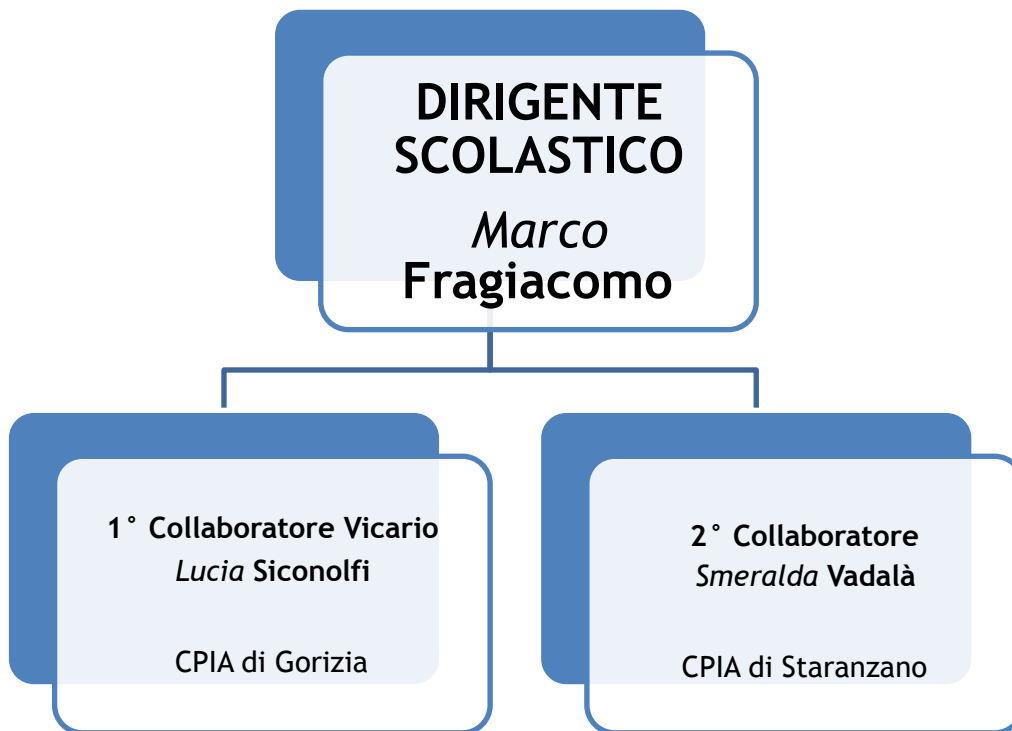 DIRIGENTE
SCOLASTICO
Marco
Fragiacomo
1° Collaboratore Vicario
Lucia Siconolfi
CPIA di Gorizia
2° Collaboratore
Smeralda Vadalà
CPIA di Staranzano